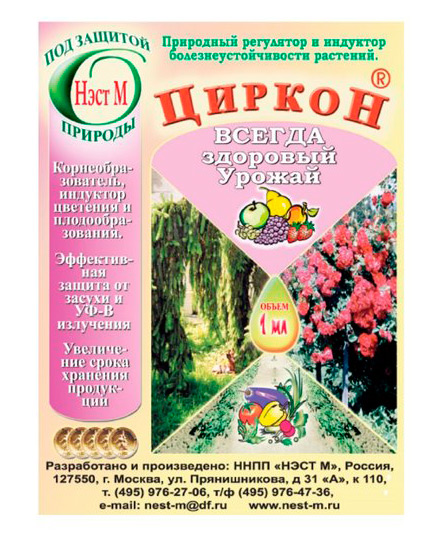 ПОД ЗАЩИТОЙ
Нэст М
ПРИРОДЫ
Природный регулятор и индуктор
болезнеустойчивости растений.
ЦИРКОН®
ВСЕГДА
здоровый
Урожай
Корнеобра-
зователь,
индуктор
цветения и
плодообра-
зования.
Эффектив-
ная
защита от
засухи и
УФ-В
излучения
Увеличе-
ние срока
хранения
продук-
ций
ОБЪЕМ
1 мл
Разработано и произведено: ННПП «НЭСТ М», Россия,
127550, г. Москва, ул. Прянишникова, д 31 «А», к 110,
т. (495) 976-27-06, т/ф (495) 976-47-36,
e-mail: nest-m@df.ru www.nest-m.ru